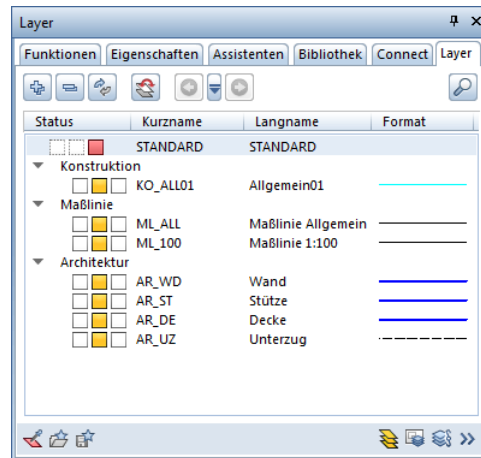 Layer
Funktionen Eigenschaften Assistenten Bibliothek Connect Layer
Status Kurzname Langname Format
STANDARD STANDARD
Konstruktion
KO_ALL01 Allgemein01
Maßlinie
ML_ALL Maßlinie Allgemein
ML_100 Maßlinie 1:100
Architektur
AR_WD Wand
AR_ST Stütze
AR_DE Decke
AR_UZ Unterzug